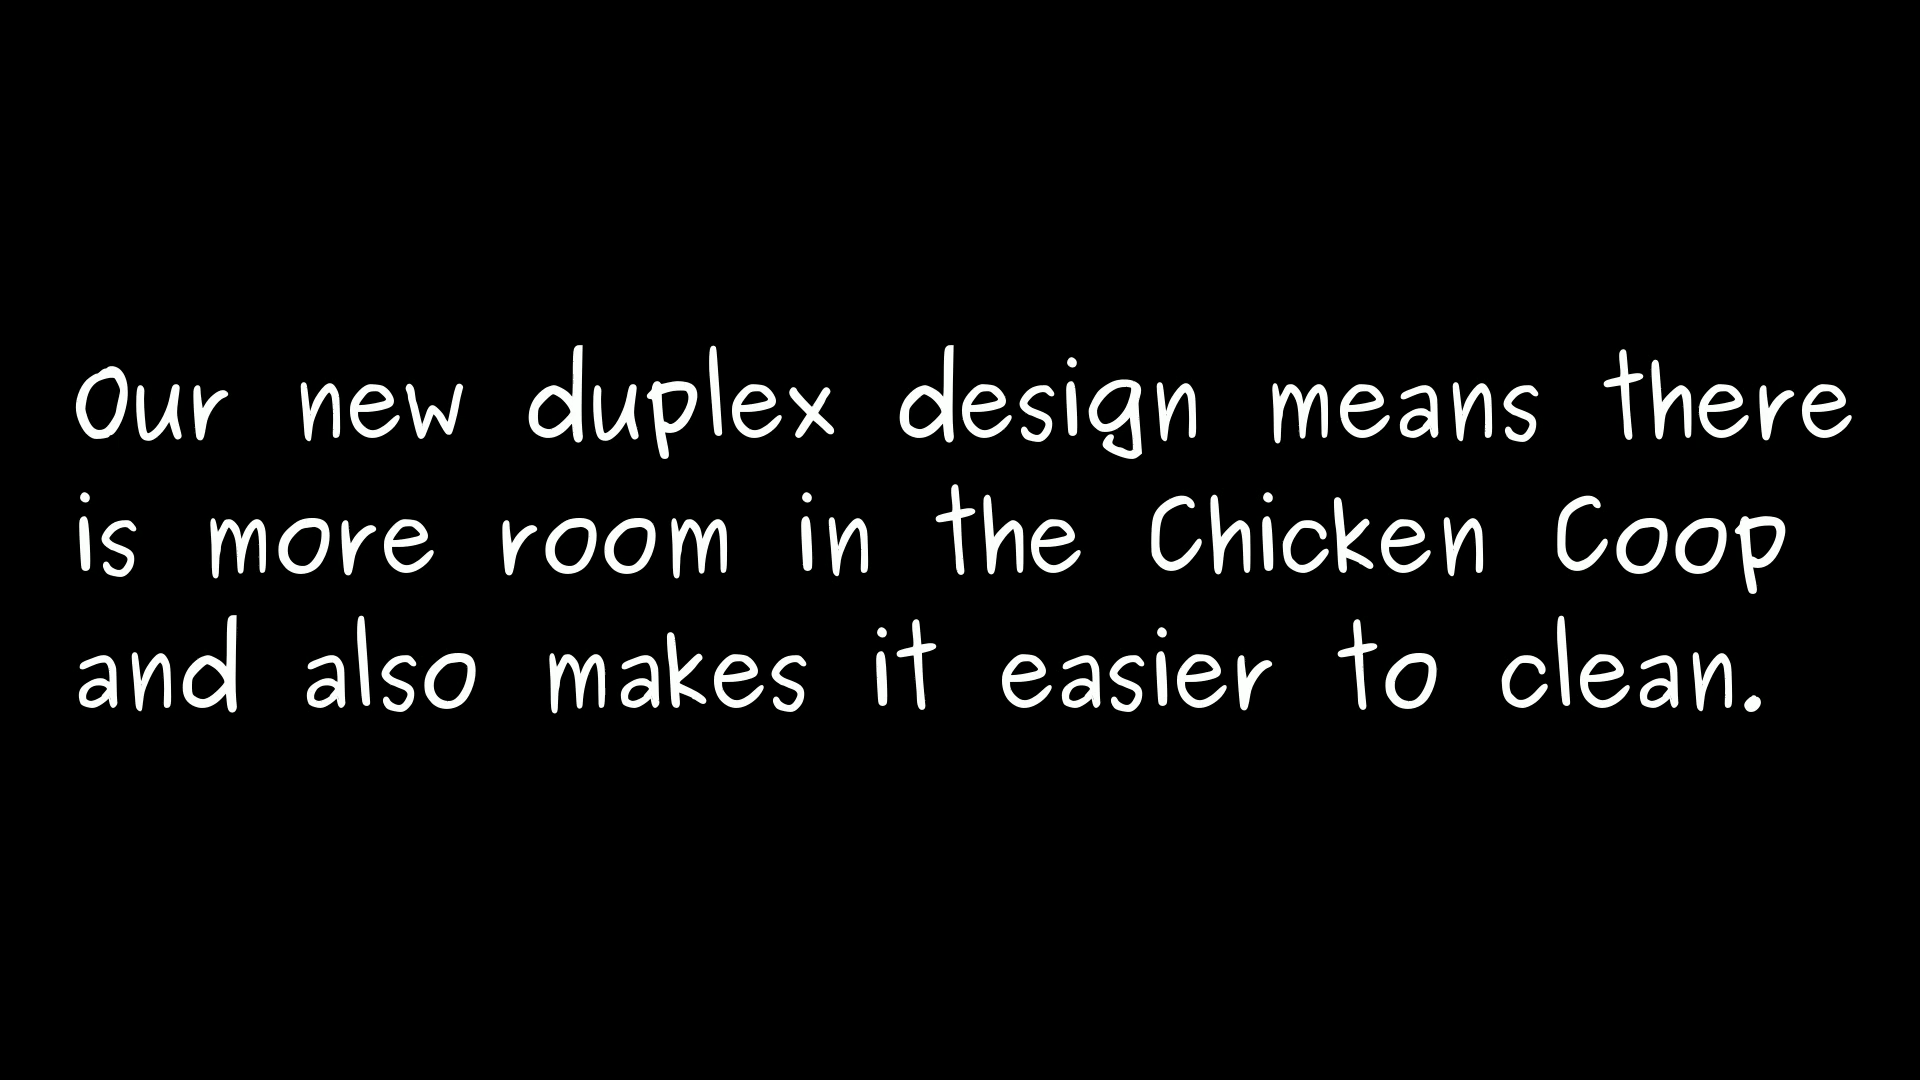 Our new duplex design means there
is more room in the Chicken Coop
and also makes it easier to clean.